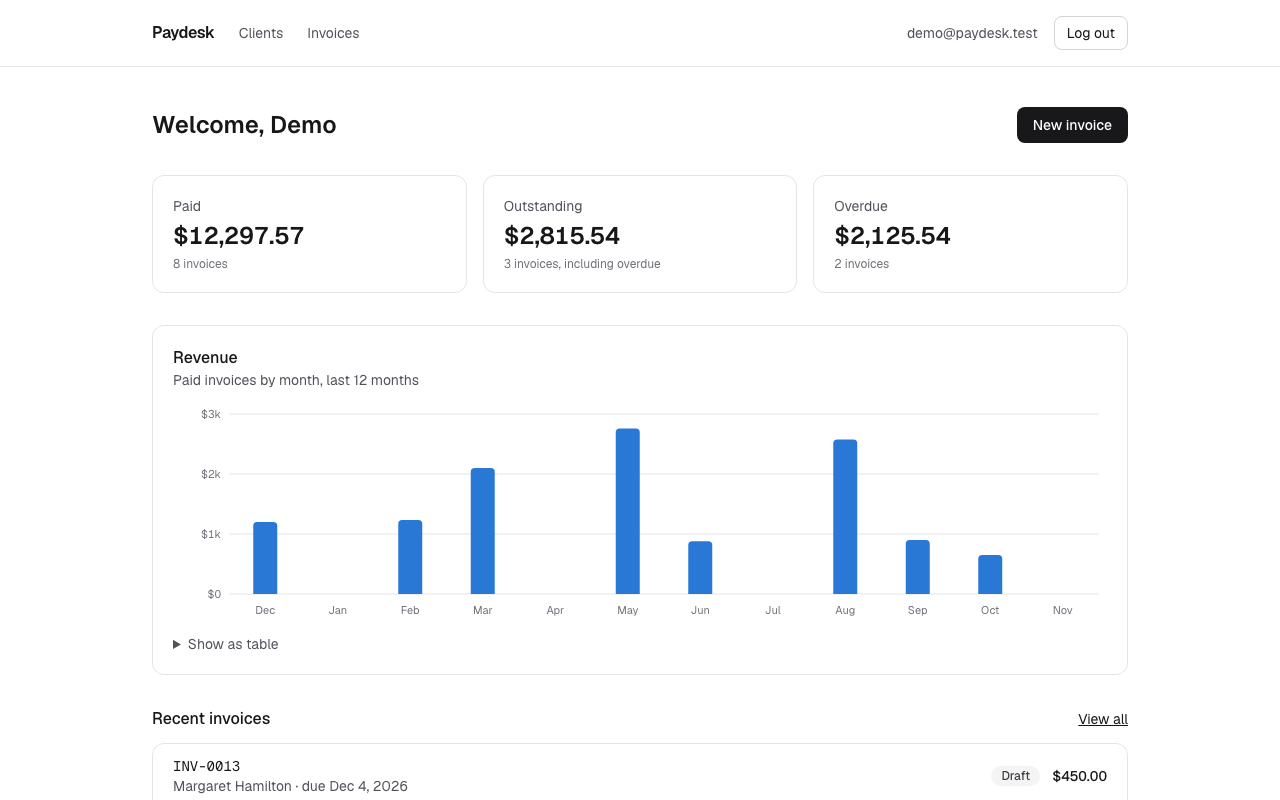 Paydesk Clients Invoices demo@paydesk.test Log out
Welcome, Demo New invoice
Paid
$12,297.57
8 invoices
Outstanding
$2,815.54
3 invoices, including overdue
Overdue
$2,125.54
2 invoices
Revenue
Paid invoices by month, last 12 months
$3k
$2k
$1k
$0
Dec Jan Feb Mar Apr May Jun Jul Aug Sep Oct Nov
Show as table
Recent invoices View all
INV-0013
Margaret Hamilton · due Dec 4, 2026
Draft $450.00